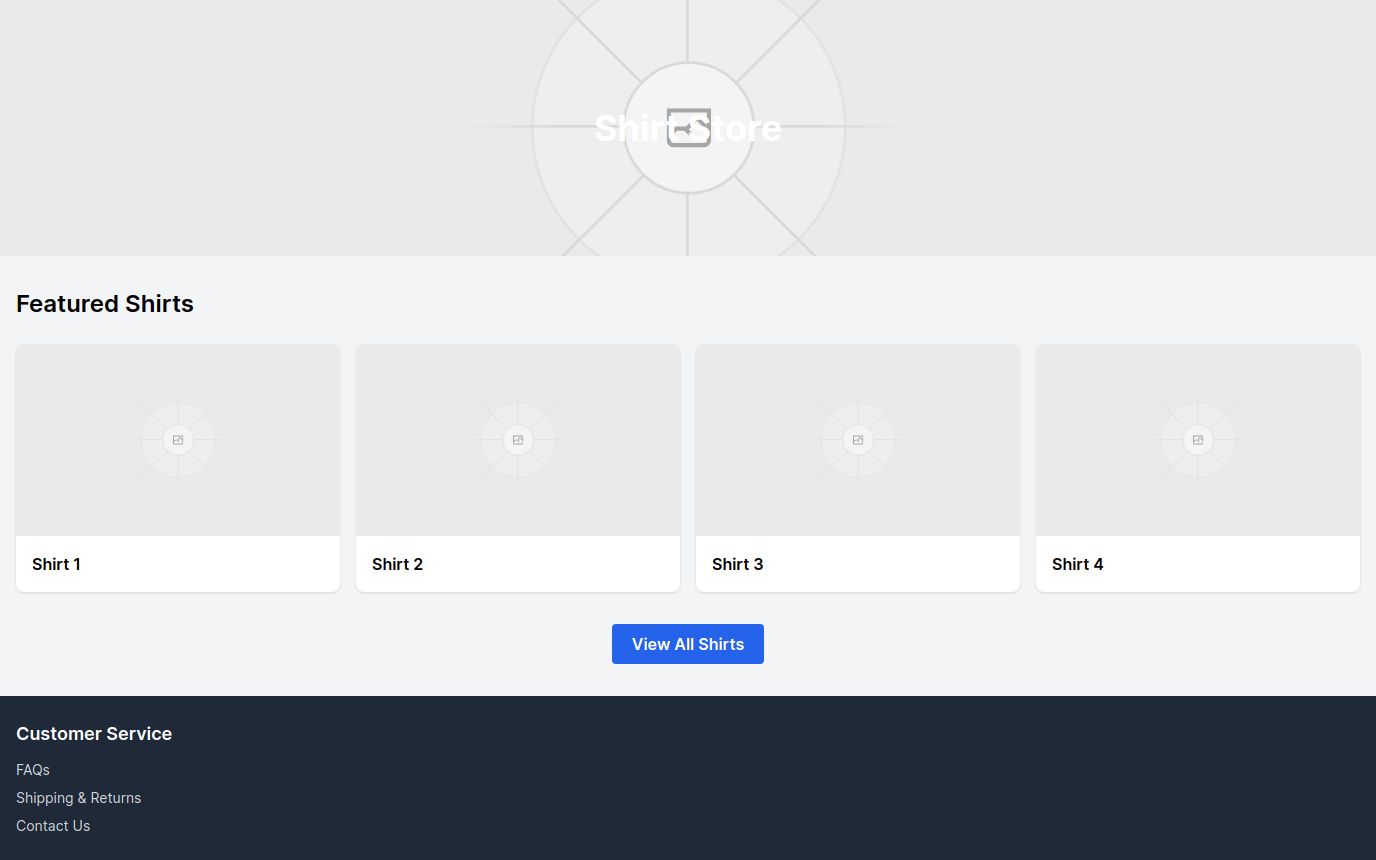 Shirt Store
Featured Shirts
Shirt 1
Shirt 2
Shirt 3
Shirt 4
View All Shirts
Customer Service
FAQs
Shipping & Returns
Contact Us